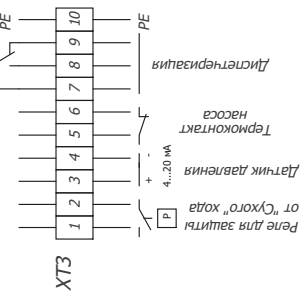 PE
10
PE
9
8
7
Диспетчеризация
6
5
Термоконтакт
насоса
4
3
-
+
4...20 мА
Датчик давления
2
1
P
Реле для защиты
от "Сухого" хода
XT3